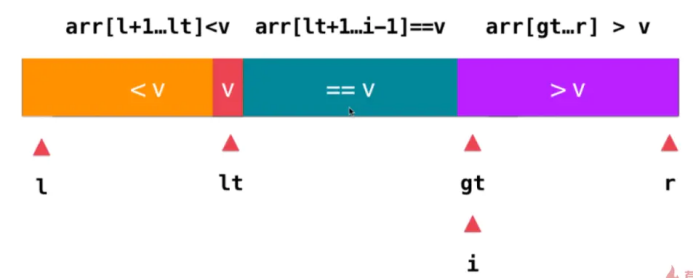 arr[l+1…lt]<v arr[lt+1…i-1]==v arr[gt…r] > v
< v v == v > v
l lt gt r
i